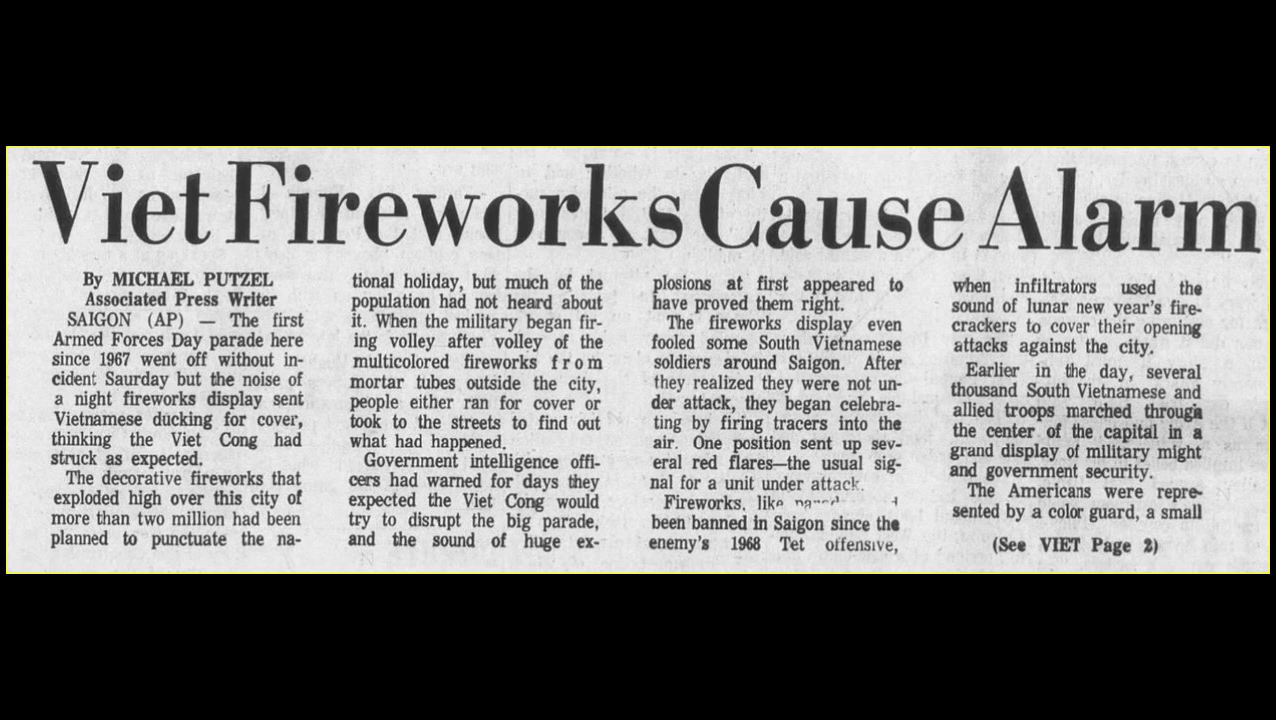 Viet Fireworks Cause Alarm
By MICHAEL PUTZEL
Associated Press Writer
SAIGON (AP) — The first
Armed Forces Day parade here
since 1967 went off without in-
cident Saurday but the noise of
a night fireworks display sent
Vietnamese ducking for cover,
thinking the Viet Cong had
struck as expected.
The decorative fireworks that
exploded high over this city of
more than two million had been
planned to punctuate the na-
tional holiday, but much of the
population had not heard about
it. When the military began fir-
ing volley after volley of the
multicolored fireworks from
mortar tubes outside the city,
people either ran for cover or
took to the streets to find out
what had happened.
Government intelligence offi-
cers had warned for days they
expected the Viet Cong would
try to disrupt the big parade,
and the sound of huge ex-
plosions at first appeared to
have proved them right.
The fireworks display even
fooled some South Vietnamese
soldiers around Saigon. After
they realized they were not un-
der attack, they began celebra-
ting by firing tracers into the
air. One position sent up sev-
eral red flares—the usual sig-
nal for a unit under attack.
Fireworks, like
been banned in Saigon since the
enemy's 1968 Tet offensive,
when infiltrators used the
sound of lunar new year's fire-
crackers to cover their opening
attacks against the city.
Earlier in the day, several
thousand South Vietnamese and
allied troops marched through
the center of the capital in a
grand display of military might
and government security.
The Americans were repre-
sented by a color guard, a small
(See VIET Page 2)